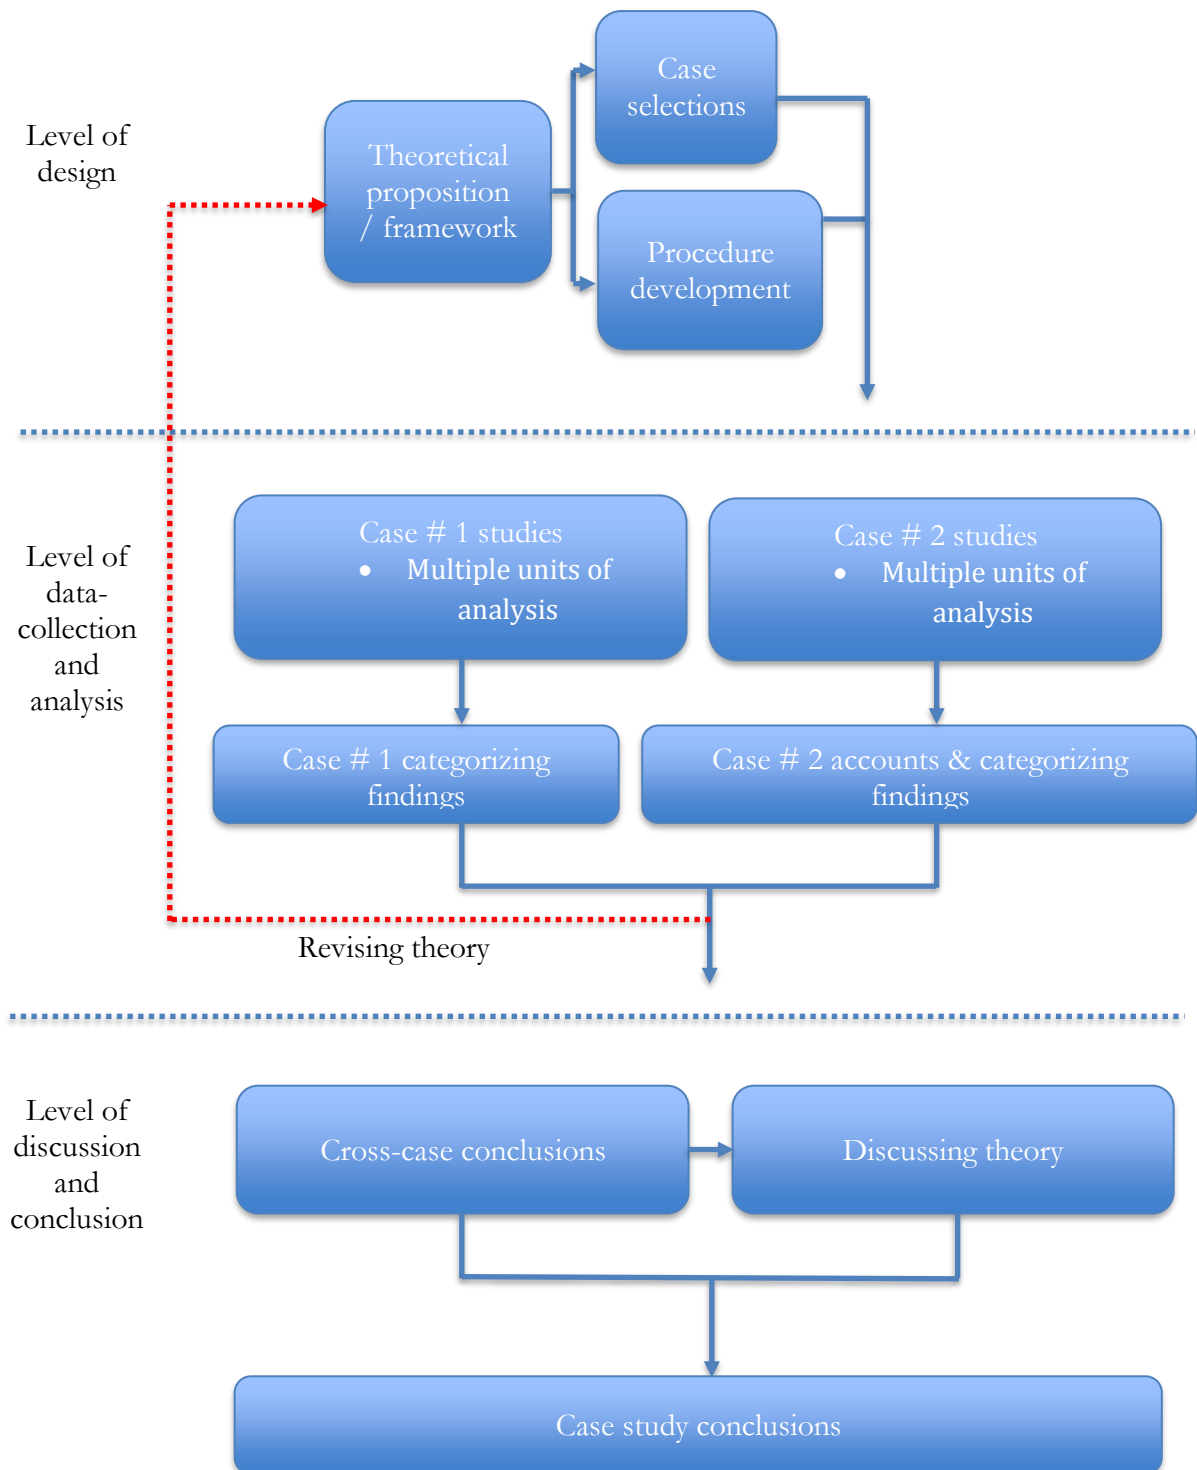 Case
selections
Level of
design
Theoretical
proposition
/ framework
Procedure
development
Level of
data-
collection
and
analysis
Case # 1 studies
• Multiple units of
analysis
Case # 2 studies
• Multiple units of
analysis
Case # 1 categorizing
findings
Case # 2 accounts & categorizing
findings
Revising theory
Level of
discussion
and
conclusion
Cross-case conclusions
Discussing theory
Case study conclusions